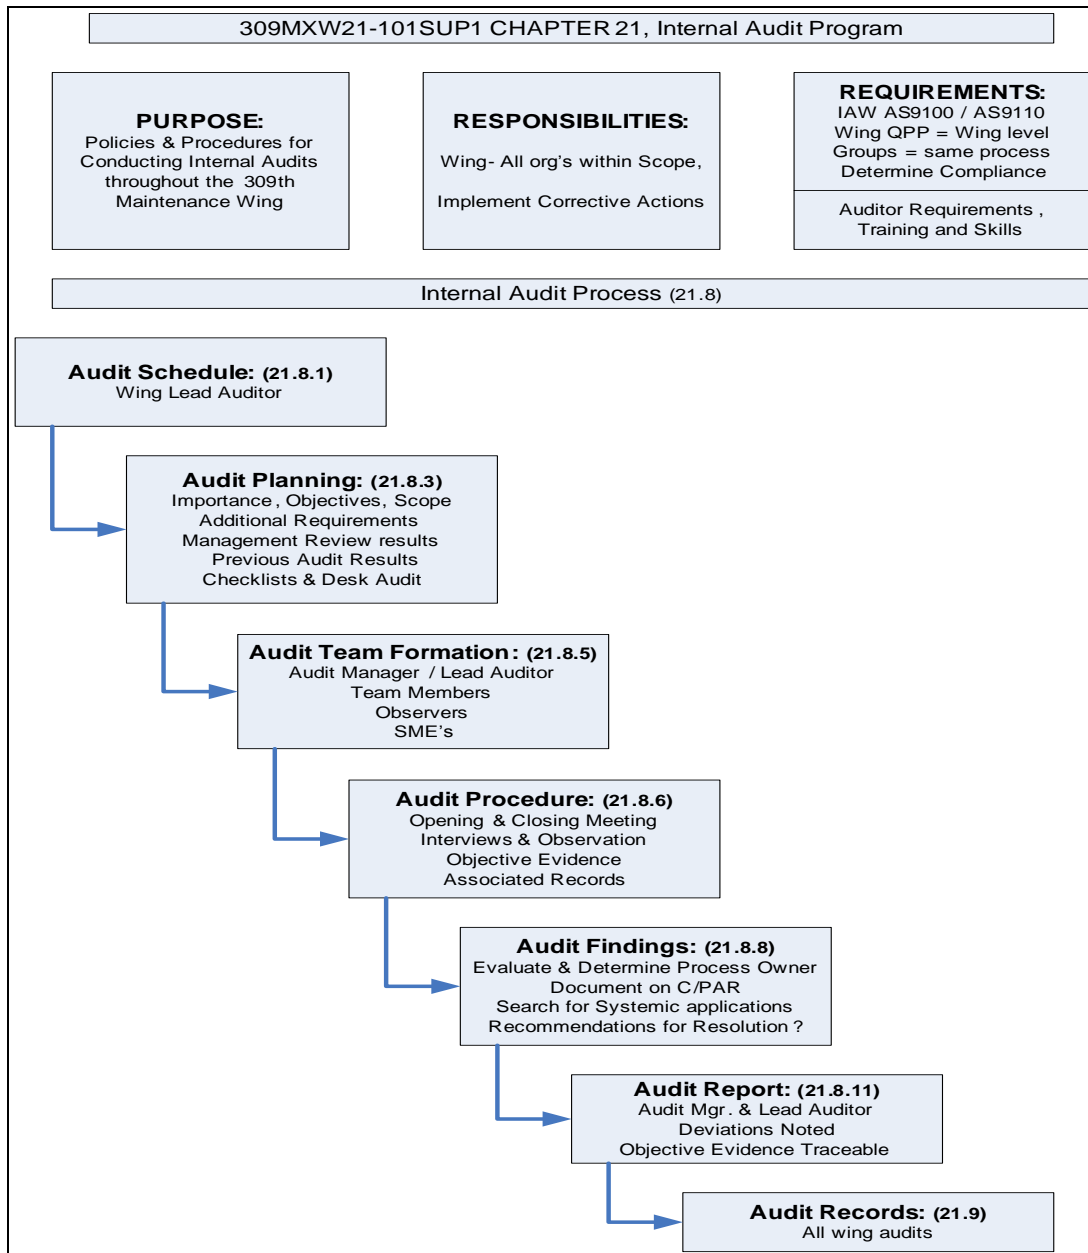 309MXW21-101SUP1 CHAPTER 21, Internal Audit Program
PURPOSE:
Policies & Procedures for
Conducting Internal Audits
throughout the 309th
Maintenance Wing
RESPONSIBILITIES:
Wing- All org's within Scope,
Implement Corrective Actions
REQUIREMENTS:
IAW AS9100 / AS9110
Wing QPP = Wing level
Groups = same process
Determine Compliance
Auditor Requirements ,
Training and Skills
Internal Audit Process (21.8)
Audit Schedule: (21.8.1)
Wing Lead Auditor
Audit Planning: (21.8.3)
Importance , Objectives, Scope
Additional Requirements
Management Review results
Previous Audit Results
Checklists & Desk Audit
Audit Team Formation : (21.8.5)
Audit Manager / Lead Auditor
Team Members
Observers
SME's
Audit Procedure: (21.8.6)
Opening & Closing Meeting
Interviews & Observation
Objective Evidence
Associated Records
Audit Findings: (21.8.8)
Evaluate & Determine Process Owner
Document on C/PAR
Search for Systemic applications
Recommendations for Resolution ?
Audit Report: (21.8.11)
Audit Mgr. & Lead Auditor
Deviations Noted
Objective Evidence Traceable
Audit Records: (21.9)
All wing audits